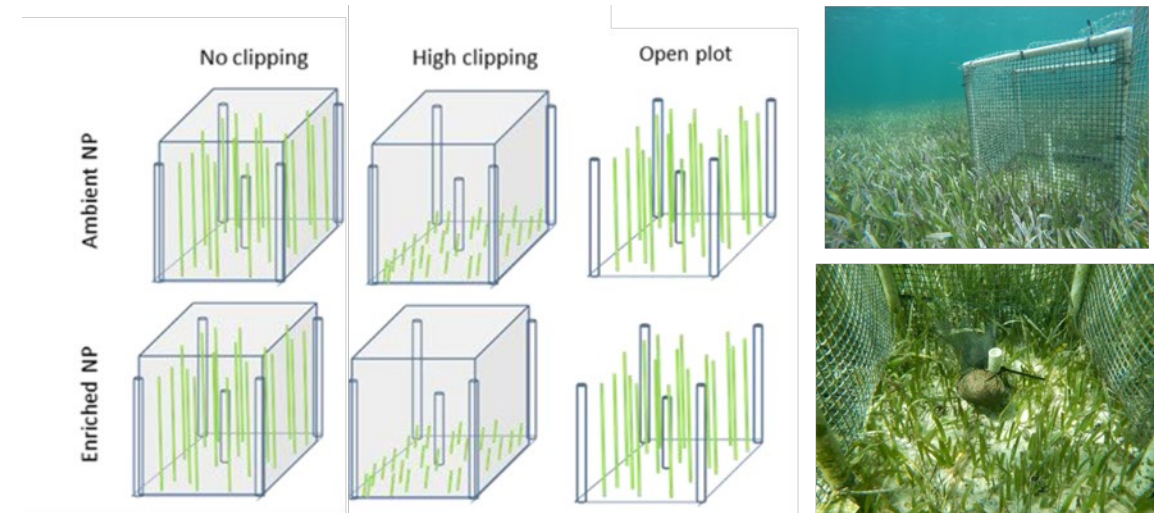 No clipping
High clipping
Open plot
Ambient NP
Enriched NP